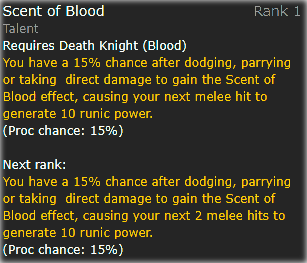 Scent of Blood Rank 1
Talent
Requires Death Knight (Blood)
You have a 15% chance after dodging, parrying
or taking  direct damage to gain the Scent of
Blood effect, causing your next melee hit to
generate 10 runic power.
(Proc chance: 15%)
Next rank:
You have a 15% chance after dodging, parrying
or taking  direct damage to gain the Scent of
Blood effect, causing your next 2 melee hits to
generate 10 runic power.
(Proc chance: 15%)